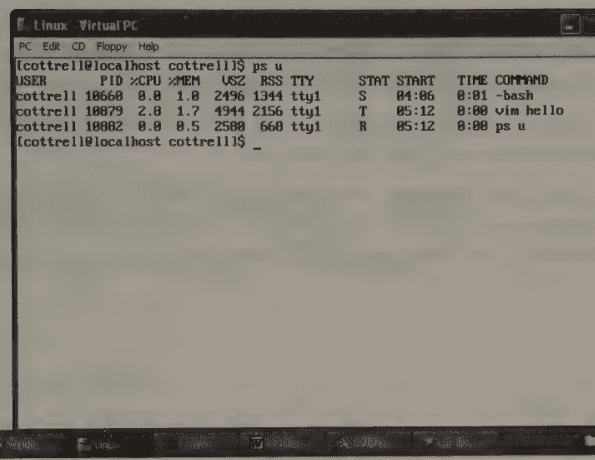 Linux - Virtual PC
PC Edit CD Floppy Help
[cottrell@localhost cottrell]$ ps u
USER PID %CPU %MEM VSZ RSS TTY STAT START TIME COMMAND
cottrell 10660 0.0 1.0 2496 1344 tty1 S 04:06 0:01 -bash
cottrell 10879 2.8 1.7 4944 2156 tty1 T 05:12 0:00 vim hello
cottrell 10882 0.0 0.5 2580 660 tty1 R 05:12 0:00 ps u
[cottrell@localhost cottrell]$ _